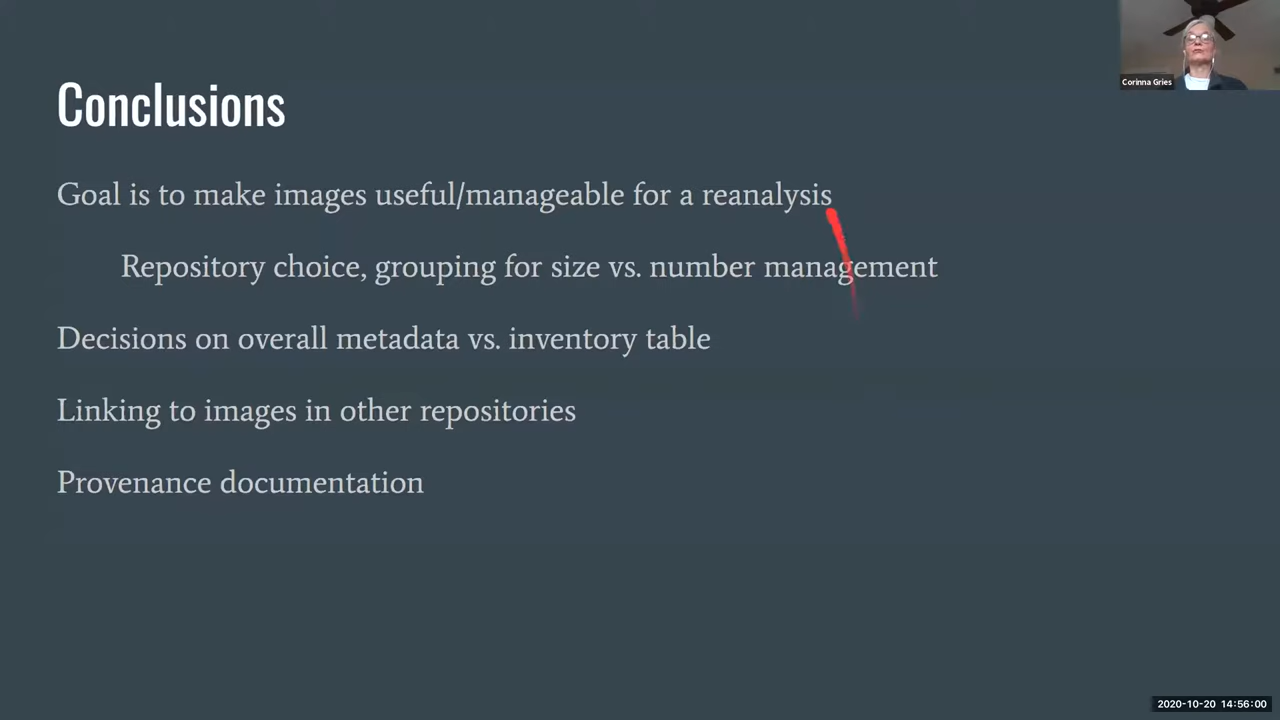 Corinna Gries
Conclusions
Goal is to make images useful/manageable for a reanalysis
Repository choice, grouping for size vs. number management
Decisions on overall metadata vs. inventory table
Linking to images in other repositories
Provenance documentation
2020-10-20 14:56:00